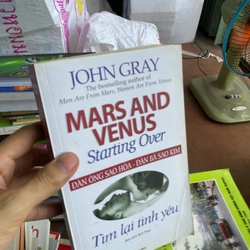 JOHN GRAY
The bestselling author of
Men Are From Mars, Women Are From Venus
MARS AND
VENUS
Starting Over
ĐÀN ÔNG SAO HỎA - ĐÀN BÀ SAO KIM
Tìm lại tình yêu